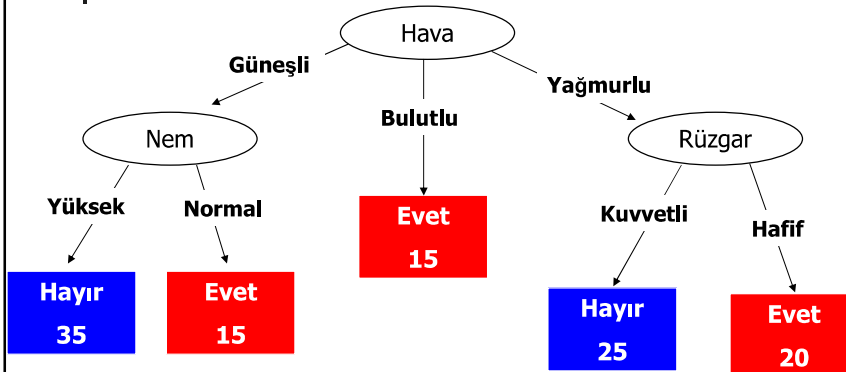 Hava
Güneşli
Yağmurlu
Bulutlu
Nem
Rüzgar
Yüksek
Normal
Evet
15
Kuvvetli
Hafif
Hayır
35
Evet
15
Hayır
25
Evet
20